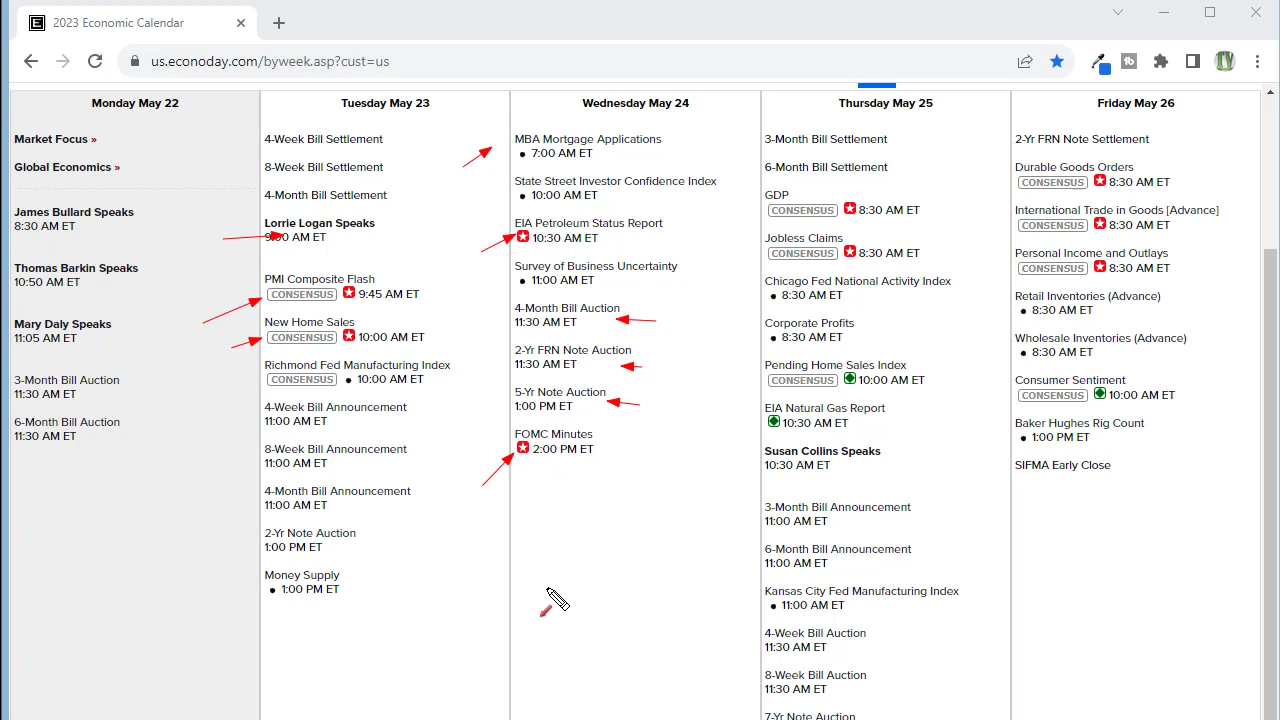 2023 Economic Calendar
us.econoday.com/byweek.asp?cust=us
Monday May 22
Market Focus »
Global Economics »
James Bullard Speaks
8:30 AM ET
Thomas Barkin Speaks
10:50 AM ET
Mary Daly Speaks
11:05 AM ET
3-Month Bill Auction
11:30 AM ET
6-Month Bill Auction
11:30 AM ET
Tuesday May 23
4-Week Bill Settlement
8-Week Bill Settlement
4-Month Bill Settlement
Lorrie Logan Speaks
9:00 AM ET
PMI Composite Flash
CONSENSUS 9:45 AM ET
New Home Sales
CONSENSUS 10:00 AM ET
Richmond Fed Manufacturing Index
CONSENSUS • 10:00 AM ET
4-Week Bill Announcement
11:00 AM ET
8-Week Bill Announcement
11:00 AM ET
4-Month Bill Announcement
11:00 AM ET
2-Yr Note Auction
1:00 PM ET
Money Supply
• 1:00 PM ET
Wednesday May 24
MBA Mortgage Applications
• 7:00 AM ET
State Street Investor Confidence Index
• 10:00 AM ET
EIA Petroleum Status Report
10:30 AM ET
Survey of Business Uncertainty
• 11:00 AM ET
4-Month Bill Auction
11:30 AM ET
2-Yr FRN Note Auction
11:30 AM ET
5-Yr Note Auction
1:00 PM ET
FOMC Minutes
2:00 PM ET
Thursday May 25
3-Month Bill Settlement
6-Month Bill Settlement
GDP
CONSENSUS 8:30 AM ET
Jobless Claims
CONSENSUS 8:30 AM ET
Chicago Fed National Activity Index
• 8:30 AM ET
Corporate Profits
• 8:30 AM ET
Pending Home Sales Index
CONSENSUS 10:00 AM ET
EIA Natural Gas Report
10:30 AM ET
Susan Collins Speaks
10:30 AM ET
3-Month Bill Announcement
11:00 AM ET
6-Month Bill Announcement
11:00 AM ET
Kansas City Fed Manufacturing Index
• 11:00 AM ET
4-Week Bill Auction
11:30 AM ET
8-Week Bill Auction
11:30 AM ET
7-Yr Note Auction
Friday May 26
2-Yr FRN Note Settlement
Durable Goods Orders
CONSENSUS 8:30 AM ET
International Trade in Goods [Advance]
CONSENSUS 8:30 AM ET
Personal Income and Outlays
CONSENSUS 8:30 AM ET
Retail Inventories (Advance)
• 8:30 AM ET
Wholesale Inventories (Advance)
• 8:30 AM ET
Consumer Sentiment
CONSENSUS 10:00 AM ET
Baker Hughes Rig Count
• 1:00 PM ET
SIFMA Early Close